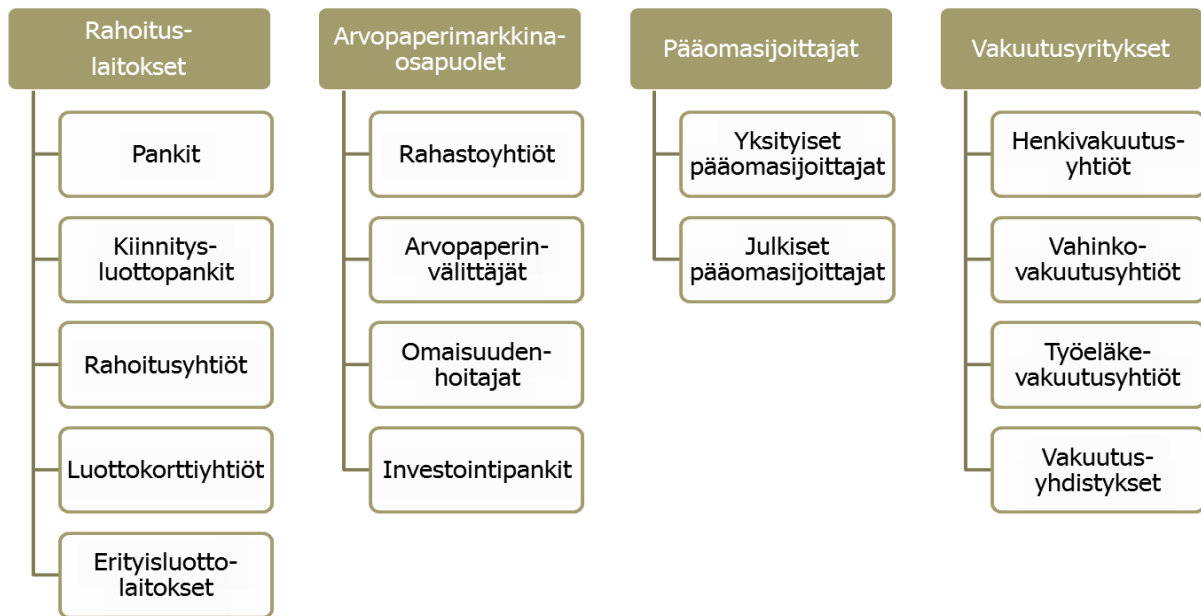 Rahoitus-
laitokset
Pankit
Kiinnitys-
luottopankit
Rahoitusyhtiöt
Luottokorttiyhtiöt
Erityisluotto-
laitokset
Arvopaperimarkkina-
osapuolet
Rahastoyhtiöt
Arvopaperin-
välittäjät
Omaisuuden-
hoitajat
Investointipankit
Pääomasijoittajat
Yksityiset
pääomasijoittajat
Julkiset
pääomasijoittajat
Vakuutusyritykset
Henkivakuutus-
yhtiöt
Vahinko-
vakuutusyhtiöt
Työeläke-
vakuutusyhtiöt
Vakuutus-
yhdistykset